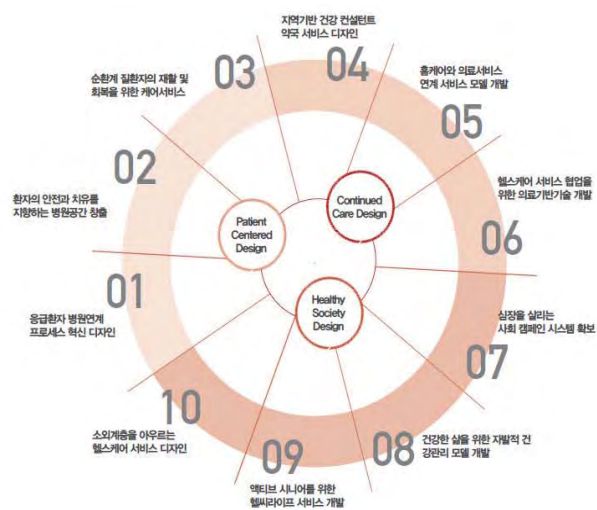 01
응급환자 병원연계
프로세스 혁신 디자인
02
환자의 안전과 치유를
지향하는 병원공간 창출
03
순환계 질환자의 재활 및
회복을 위한 케어서비스
04
지역기반 건강 컨설턴트
약국 서비스 디자인
05
홈케어와 의료서비스
연계 서비스 모델 개발
06
헬스케어 서비스 협업을
위한 의료기반기술 개발
07
심장을 살리는
사회 캠페인 시스템 확보
08
건강한 삶을 위한 자발적 건
강관리 모델 개발
09
액티브 시니어를 위한
헬씨라이프 서비스 개발
10
소외계층을 아우르는
헬스케어 서비스 디자인
Patient
Centered
Design
Continued
Care Design
Healthy
Society
Design